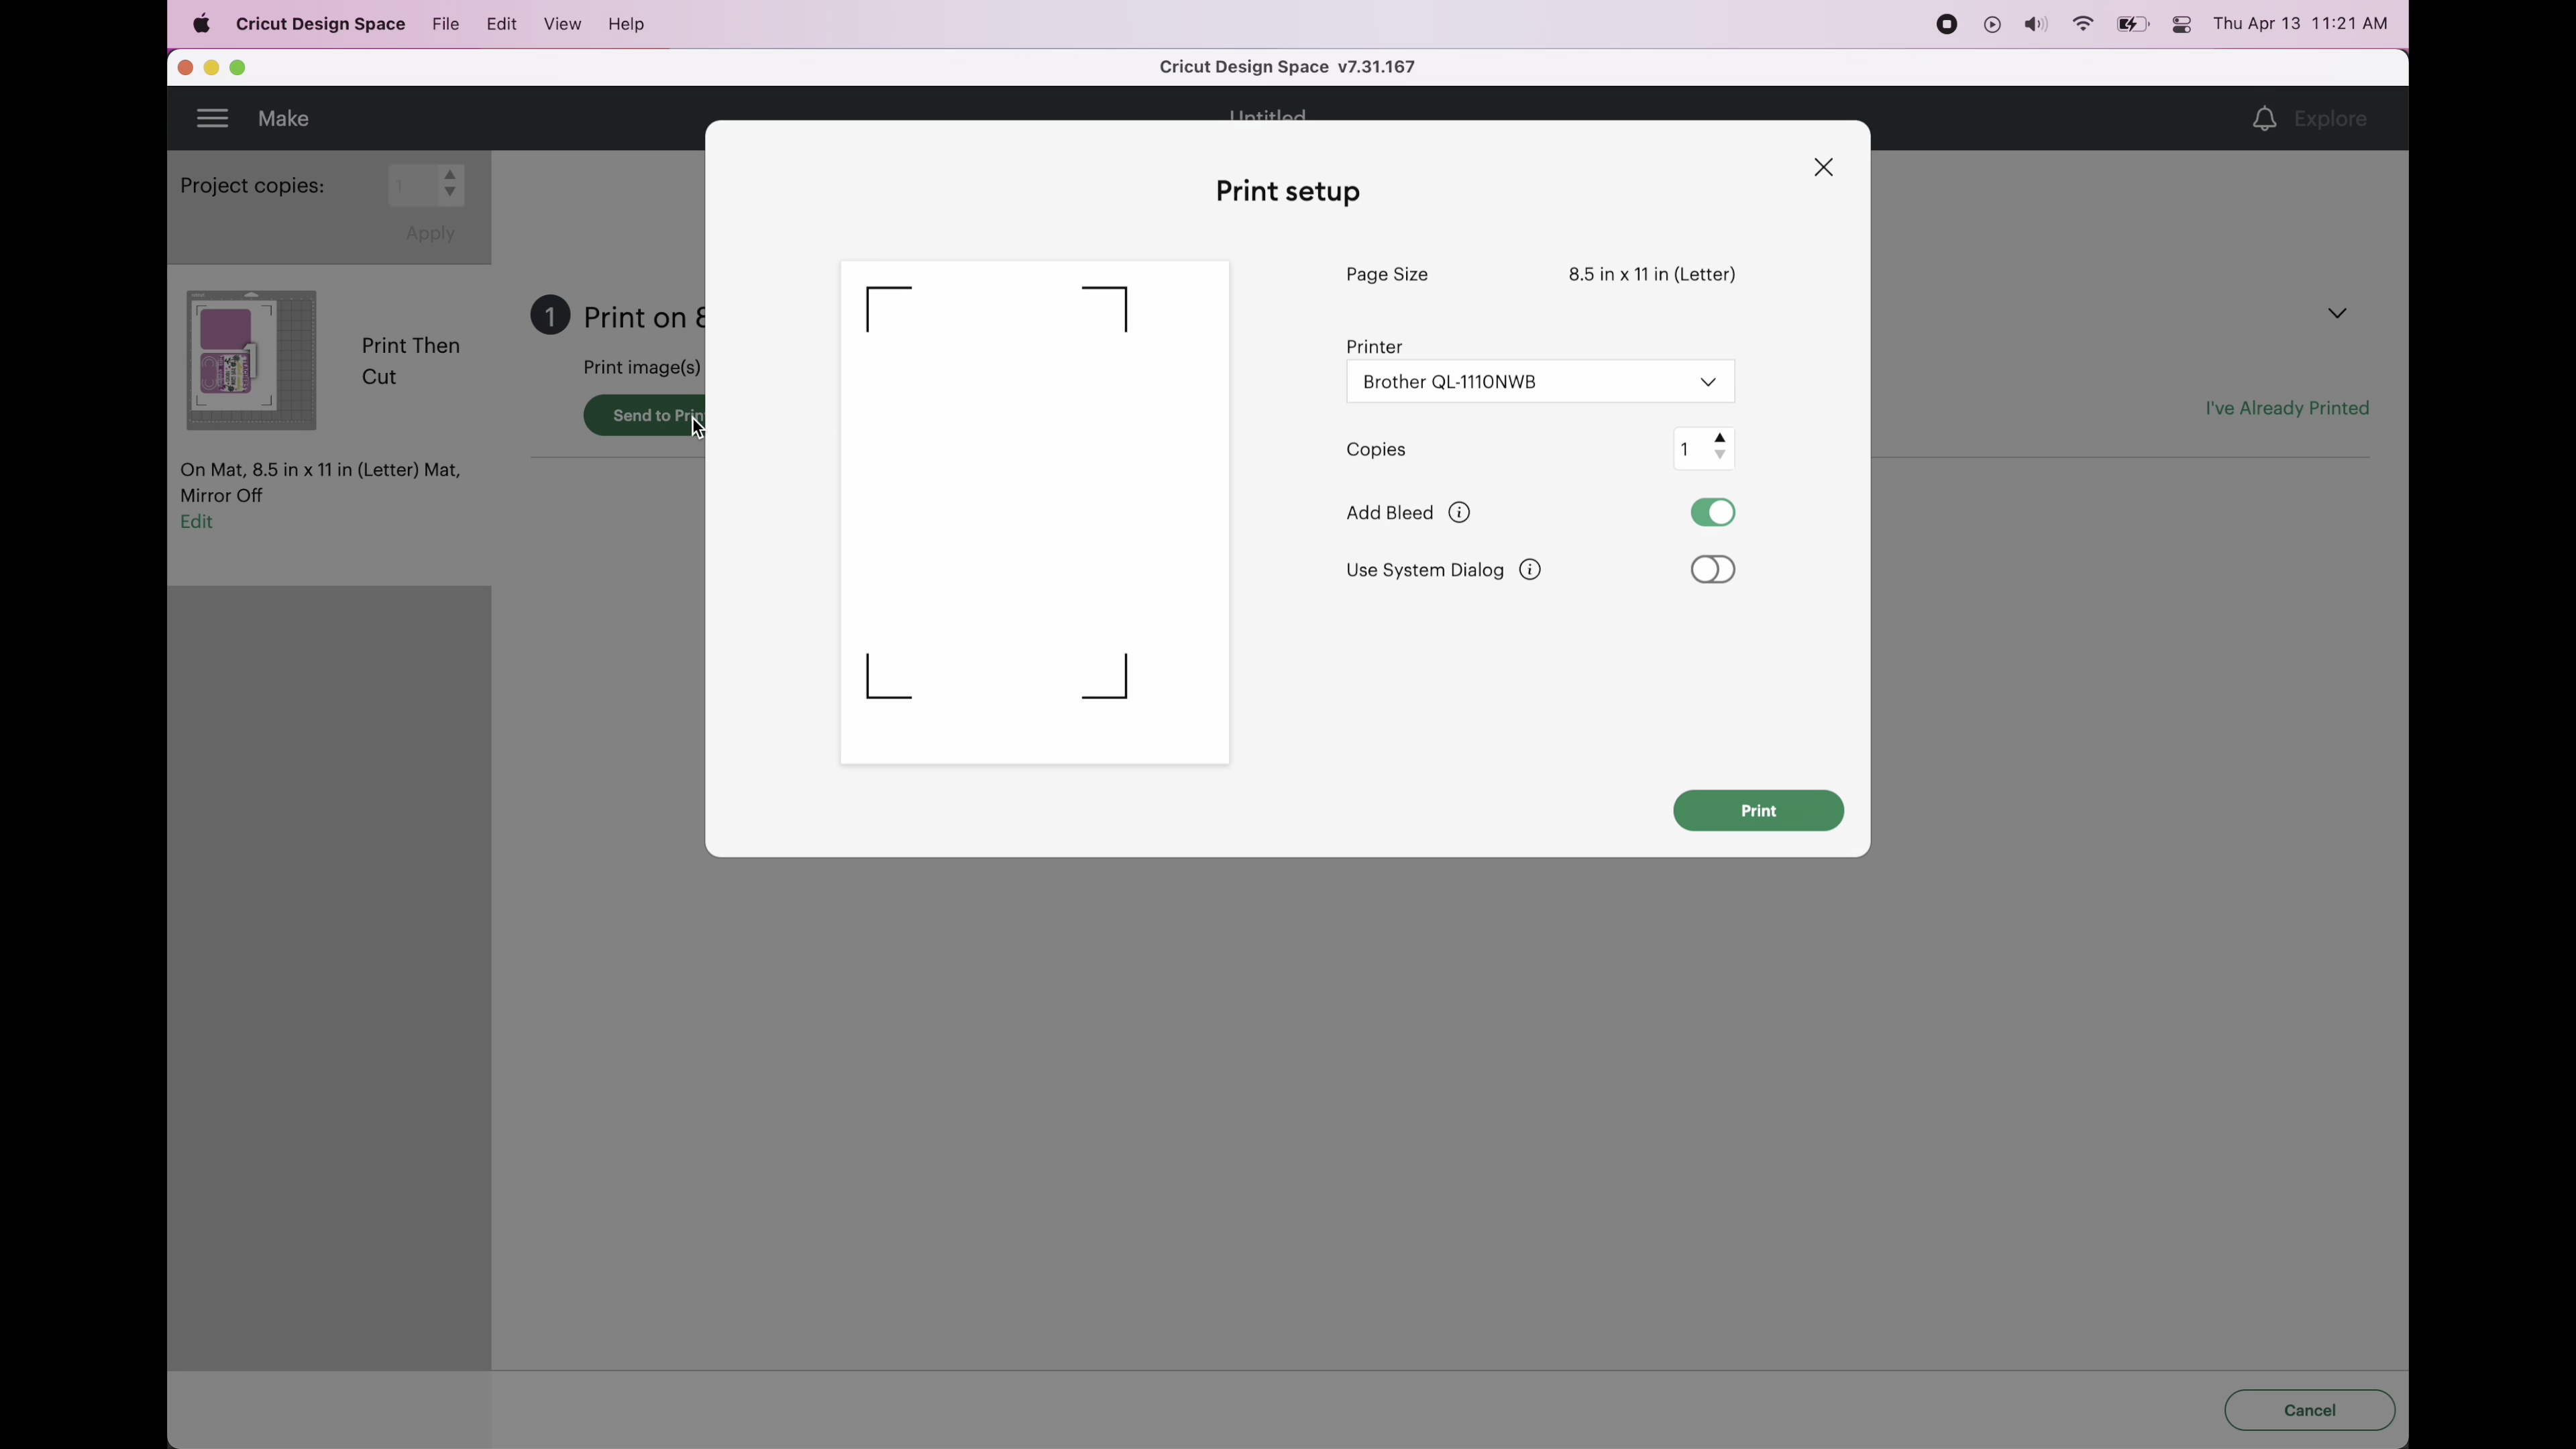 Cricut Design Space File Edit View Help
Thu Apr 13 11:21 AM
Cricut Design Space v7.31.167
Make
Untitled
Explore
Project copies:
1
Apply
Print Then
Cut
On Mat, 8.5 in x 11 in (Letter) Mat,
Mirror Off
Edit
1 Print on 8
Print image(s)
Send to Prin
I've Already Printed
Print setup
Page Size 8.5 in x 11 in (Letter)
Printer
Brother QL-1110NWB
Copies 1
Add Bleed
Use System Dialog
Print
Cancel